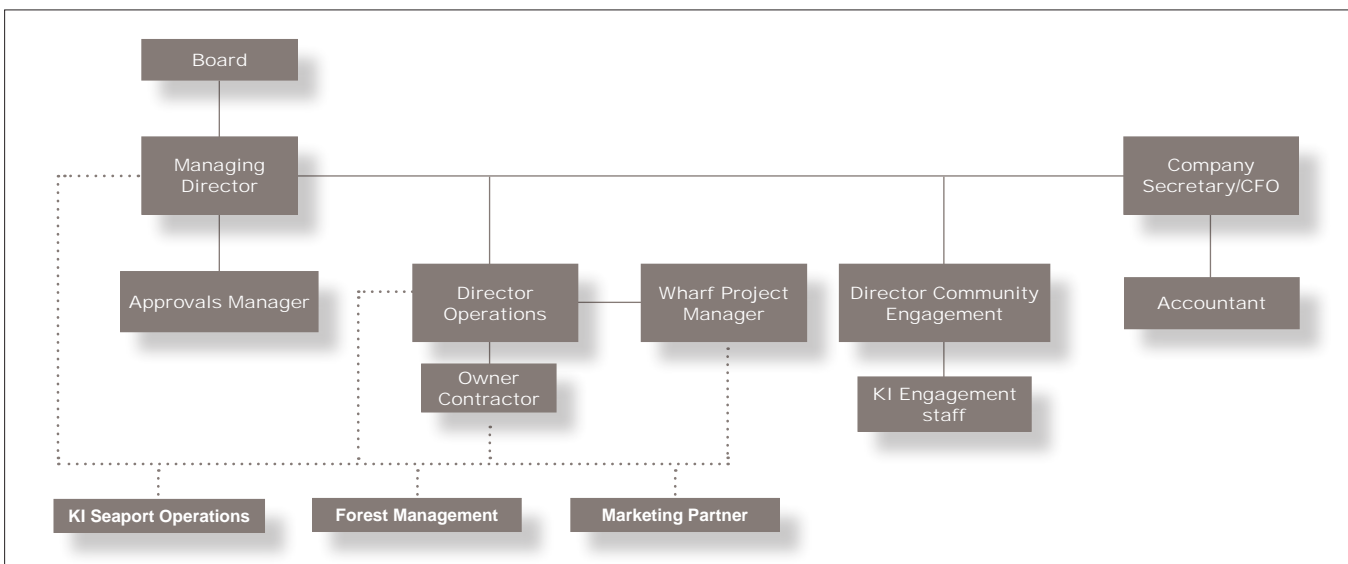 Board
Managing
Director
Company
Secretary/CFO
Approvals Manager
Director
Operations
Wharf Project
Manager
Director Community
Engagement
Accountant
Owner
Contractor
KI Engagement
staff
KI Seaport Operations
Forest Management
Marketing Partner